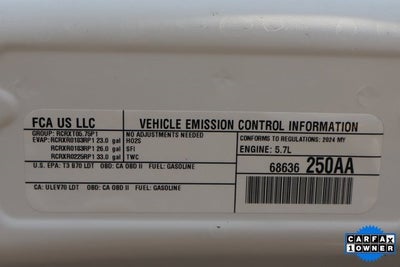 FCA US LLC
VEHICLE EMISSION CONTROL INFORMATION
GROUP: RCRXT05.75P1
NO ADJUSTMENTS NEEDED
CONFORMS TO REGULATIONS: 2024 MY
EVAP: RCRXR0183RP1 23.0 gal
HO2S
RCRXR0183RP1 26.0 gal
SFI
ENGINE: 5.7L
RCRXR0225RP1 33.0 gal
TWC
68636 250AA
U.S. EPA: T3 B70 LDT OBD: CA OBD II FUEL: GASOLINE
CA: ULEV70 LDT OBD: CA OBD II FUEL: GASOLINE
CARFAX
1 OWNER